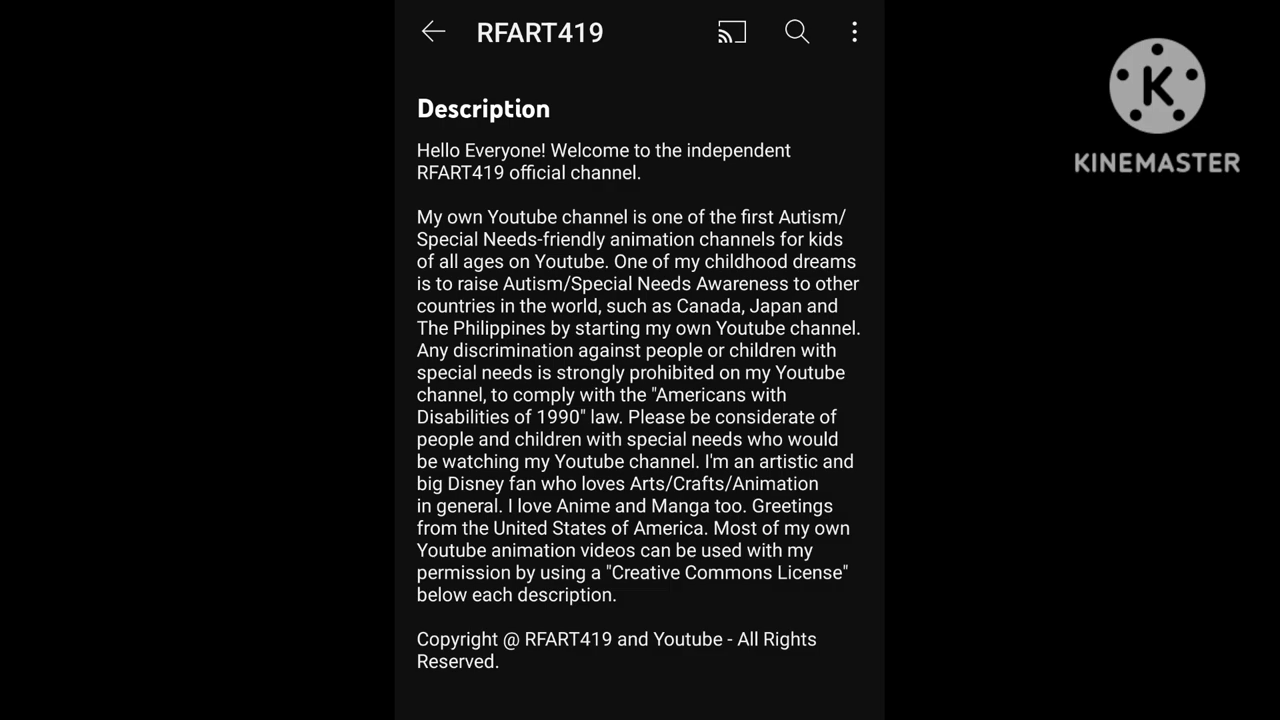 RFART419
K
KINEMASTER
Description
Hello Everyone! Welcome to the independent
RFART419 official channel.
My own Youtube channel is one of the first Autism/
Special Needs-friendly animation channels for kids
of all ages on Youtube. One of my childhood dreams
is to raise Autism/Special Needs Awareness to other
countries in the world, such as Canada, Japan and
The Philippines by starting my own Youtube channel.
Any discrimination against people or children with
special needs is strongly prohibited on my Youtube
channel, to comply with the "Americans with
Disabilities of 1990" law. Please be considerate of
people and children with special needs who would
be watching my Youtube channel. I'm an artistic and
big Disney fan who loves Arts/Crafts/Animation
in general. I love Anime and Manga too. Greetings
from the United States of America. Most of my own
Youtube animation videos can be used with my
permission by using a "Creative Commons License"
below each description.
Copyright @ RFART419 and Youtube - All Rights
Reserved.